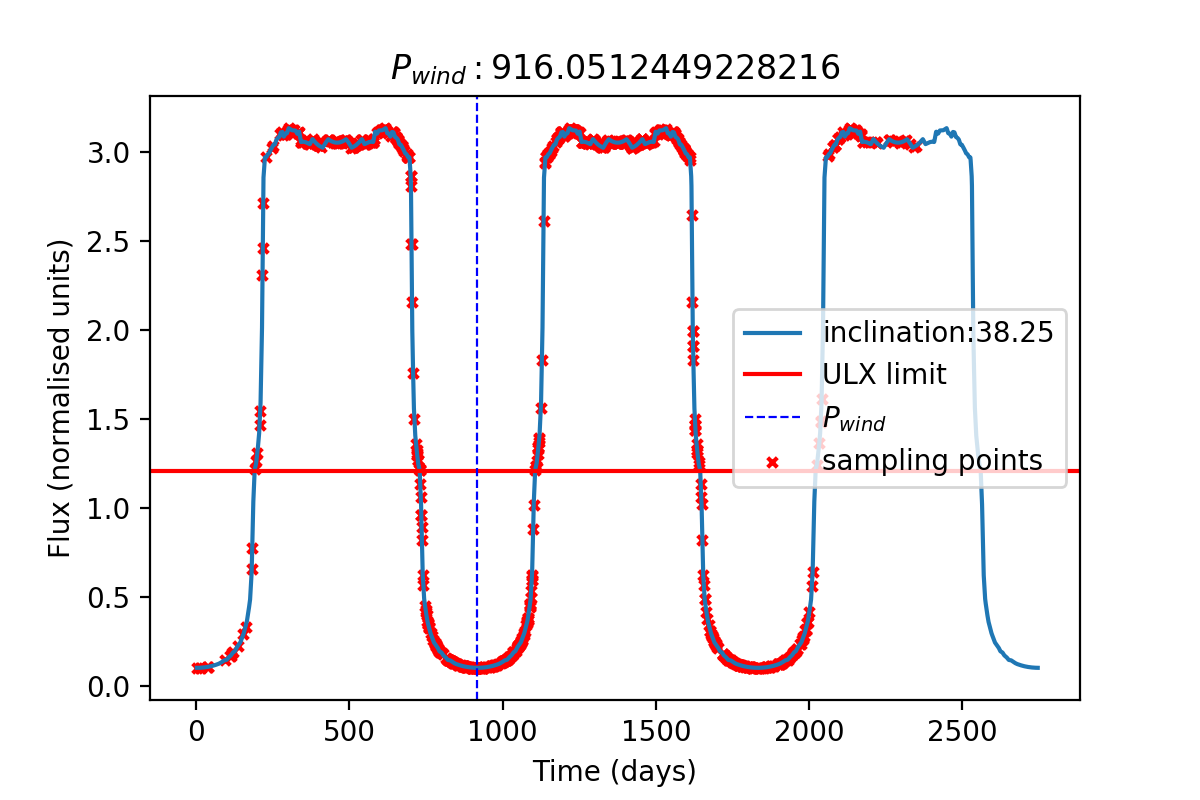 P_wind : 916.0512449228216
Flux (normalised units)
3.0
2.5
2.0
1.5
1.0
0.5
0.0
inclination:38.25
ULX limit
P_wind
sampling points
0 500 1000 1500 2000 2500
Time (days)